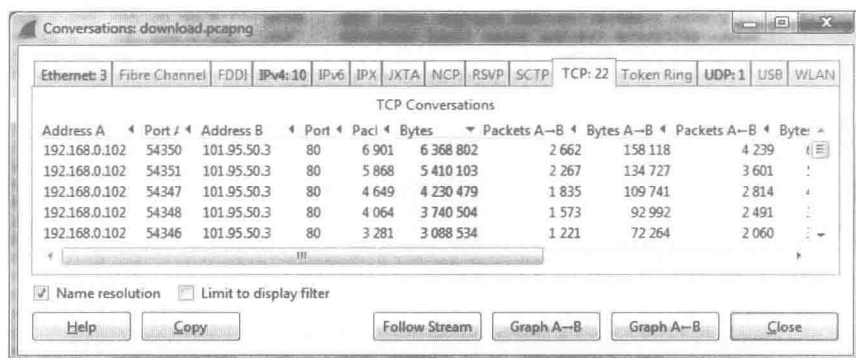 Conversations: download.pcapng
Ethernet: 3 Fibre Channel FDDI IPv4: 10 IPv6 IPX JXTA NCP RSVP SCTP TCP: 22 Token Ring UDP: 1 USB WLAN
TCP Conversations
Address A Port Address B Port Bytes Packets A→B Bytes A→B Packets A←B
192.168.0.102 54350 101.95.50.3 80 6 901 6 368 802 2 662 158 118 4 239
192.168.0.102 54351 101.95.50.3 80 5 868 5 410 103 2 267 134 727 3 601
192.168.0.102 54347 101.95.50.3 80 4 649 4 230 479 1 835 109 741 2 814
192.168.0.102 54348 101.95.50.3 80 4 064 3 740 504 1 573 92 992 2 491
192.168.0.102 54346 101.95.50.3 80 3 281 3 088 534 1 221 72 264 2 060
Name resolution Limit to display filter
Help Copy Follow Stream Graph A→B Graph A←B Close